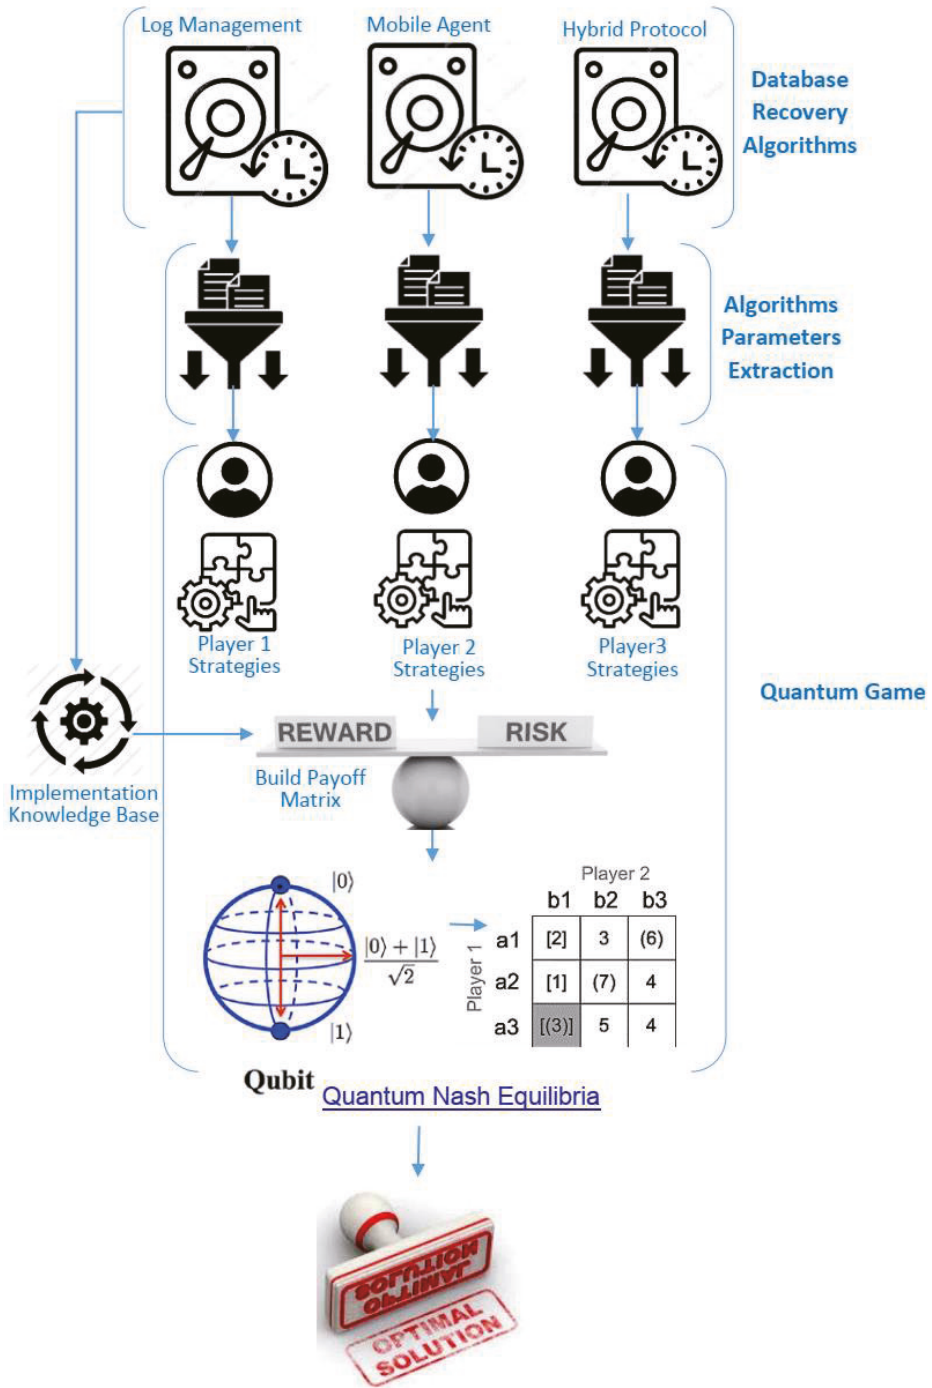 Log Management
Mobile Agent
Hybrid Protocol
Database
Recovery
Algorithms
Algorithms
Parameters
Extraction
Player 1
Strategies
Player 2
Strategies
Player3
Strategies
Quantum Game
REWARD
RISK
Build Payoff
Matrix
Implementation
Knowledge Base
|0⟩
|0⟩ + |1⟩
√2
|1⟩
Qubit
Player 2
b1 b2 b3
Player 1
a1 [2] 3 (6)
a2 [1] (7) 4
a3 [(3)] 5 4
Quantum Nash Equilibria
OPTIMAL
SOLUTION
OPTIMAL
SOLUTION